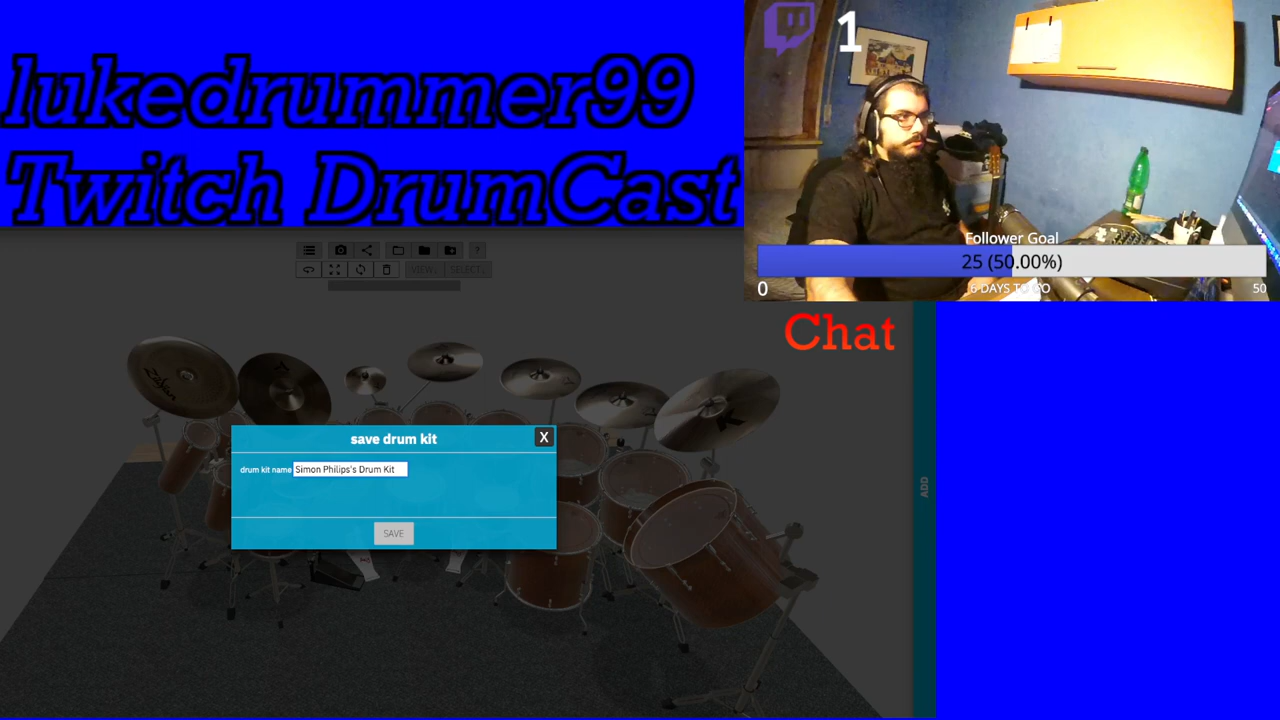 lukedrummer99
Twitch DrumCast
1
Follower Goal
25 (50.00%)
0
6 DAYS TO GO
50
Chat
?
VIEW
SELECT
Zildjian
K
save drum kit
X
drum kit name
Simon Philips's Drum Kit
SAVE
ADD